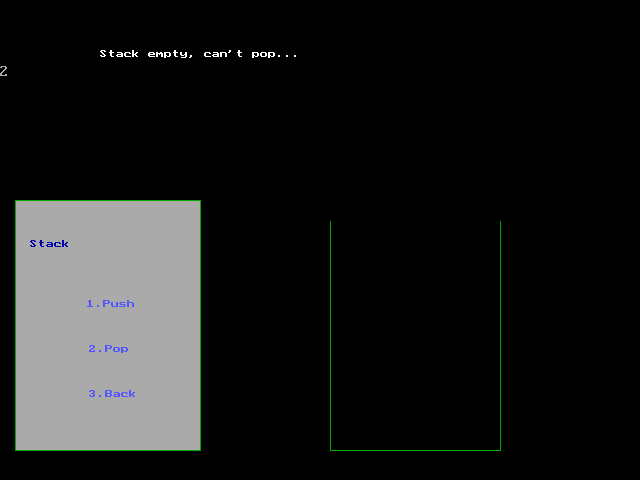 Stack empty, can't pop...
2
Stack
1.Push
2.Pop
3.Back